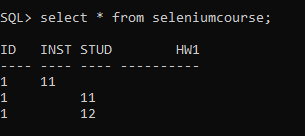 SQL> select * from seleniumcourse;
ID   INST STUD        HW1
---- ---- ---- ----------
1    11
1         11
1         12